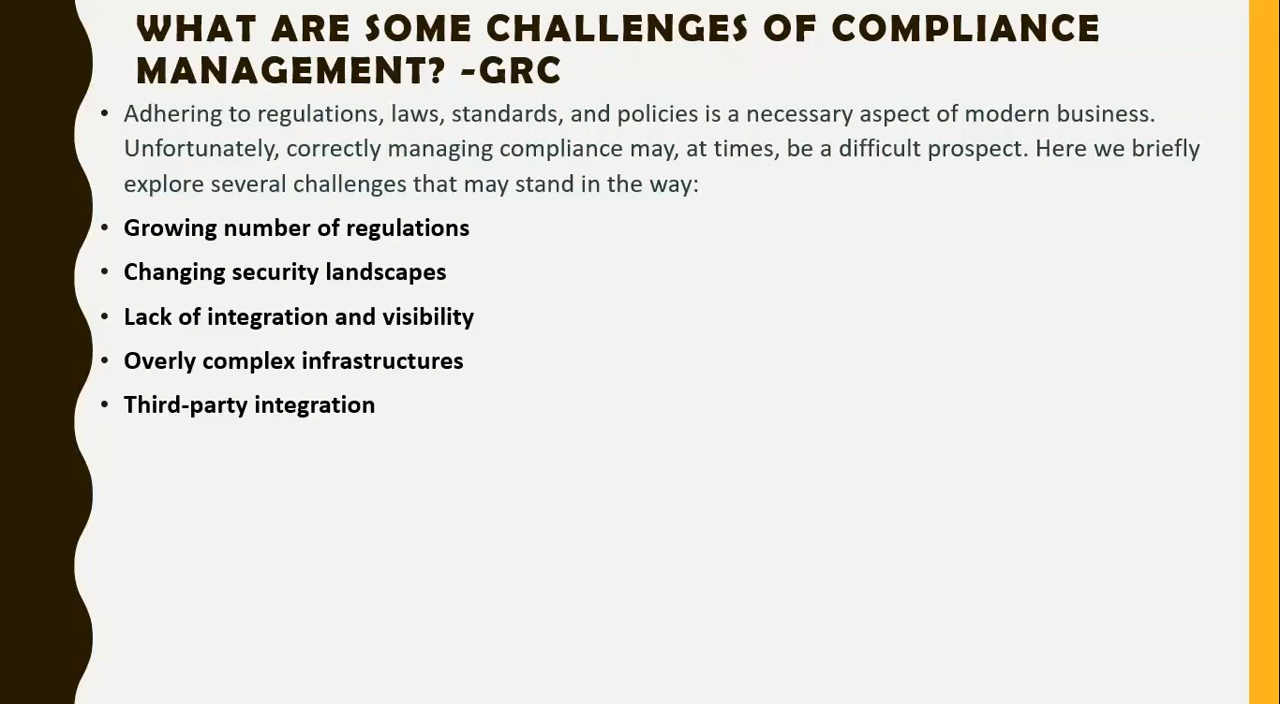 WHAT ARE SOME CHALLENGES OF COMPLIANCE
MANAGEMENT? -GRC
• Adhering to regulations, laws, standards, and policies is a necessary aspect of modern business.
Unfortunately, correctly managing compliance may, at times, be a difficult prospect. Here we briefly
explore several challenges that may stand in the way:
• Growing number of regulations
• Changing security landscapes
• Lack of integration and visibility
• Overly complex infrastructures
• Third-party integration